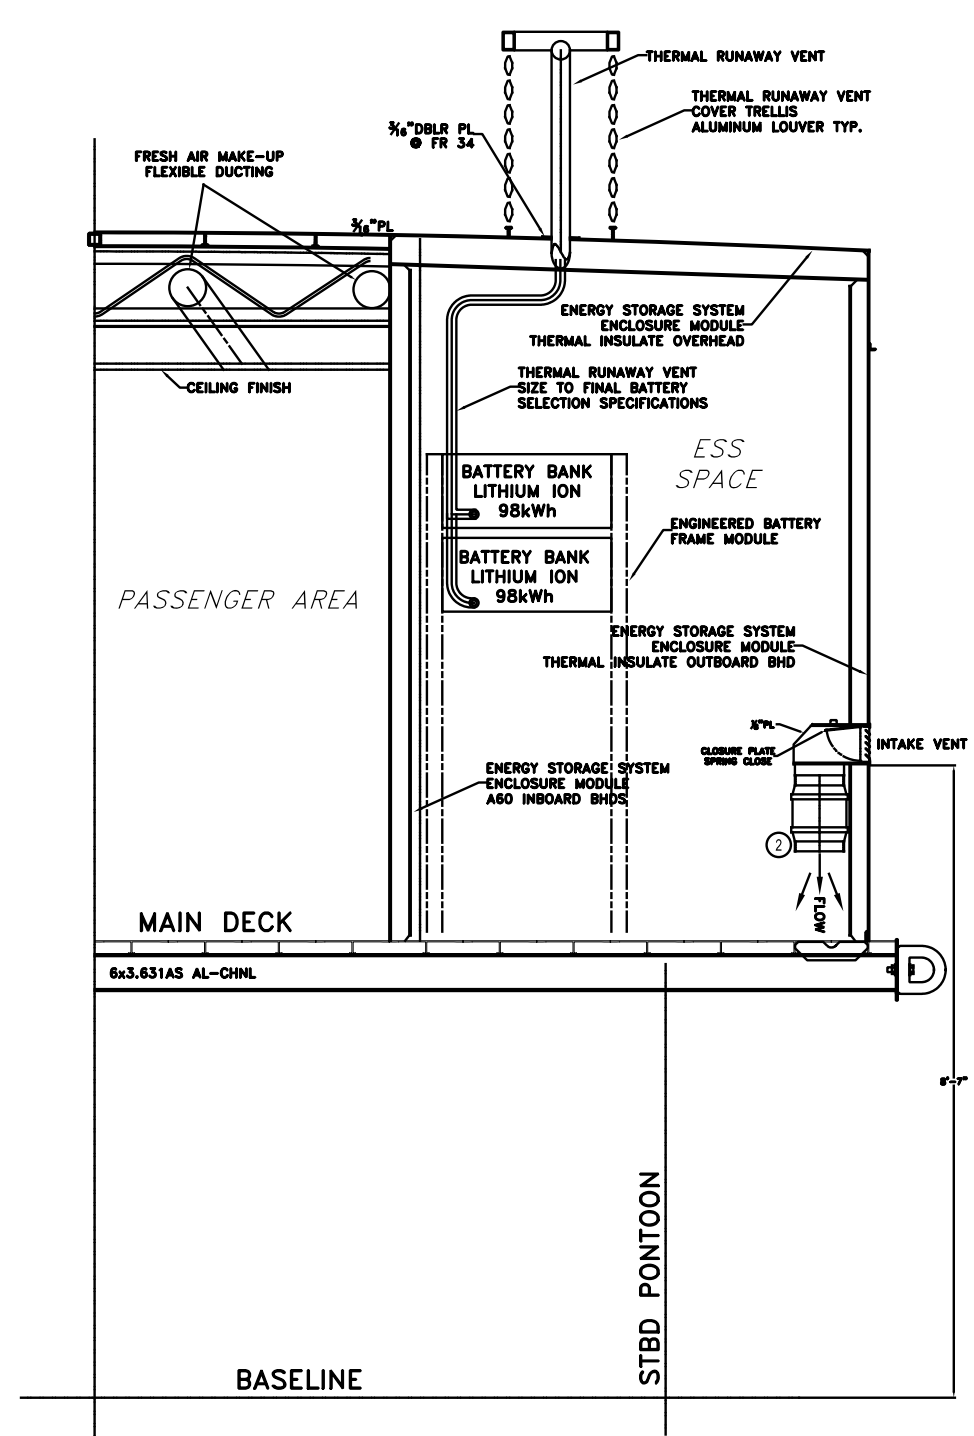 THERMAL RUNAWAY VENT
THERMAL RUNAWAY VENT
COVER TRELLIS
ALUMINUM LOUVER TYP.
3/16"DBLR PL
@ FR 34
FRESH AIR MAKE-UP
FLEXIBLE DUCTING
3/16"PL
ENERGY STORAGE SYSTEM
ENCLOSURE MODULE
THERMAL INSULATE OVERHEAD
CEILING FINISH
THERMAL RUNAWAY VENT
SIZE TO FINAL BATTERY
SELECTION SPECIFICATIONS
ESS
SPACE
BATTERY BANK
LITHIUM ION
98kWh
ENGINEERED BATTERY
FRAME MODULE
BATTERY BANK
LITHIUM ION
98kWh
PASSENGER AREA
ENERGY STORAGE SYSTEM
ENCLOSURE MODULE
THERMAL INSULATE OUTBOARD BHD
"PL
CLOSURE PLATE
SPRING CLOSE
INTAKE VENT
ENERGY STORAGE SYSTEM
ENCLOSURE MODULE
A60 INBOARD BHDS
2
FLOW
MAIN DECK
6x3.631AS AL-CHNL
8'-7"
STBD PONTOON
BASELINE